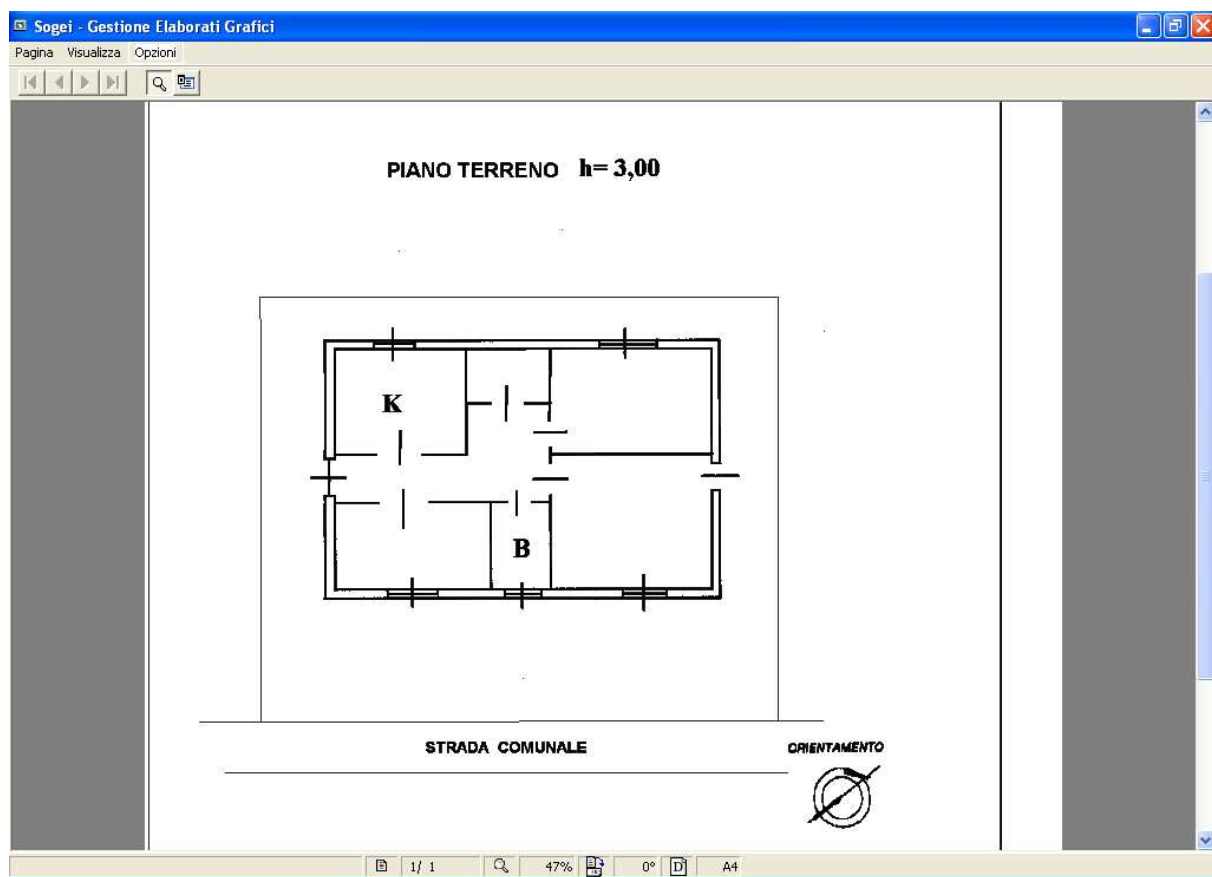 Sogei - Gestione Elaborati Grafici
Pagina Visualizza Opzioni
PIANO TERRENO h= 3,00
K
B
STRADA COMUNALE
ORIENTAMENTO
1/ 1 47% 0° D A4